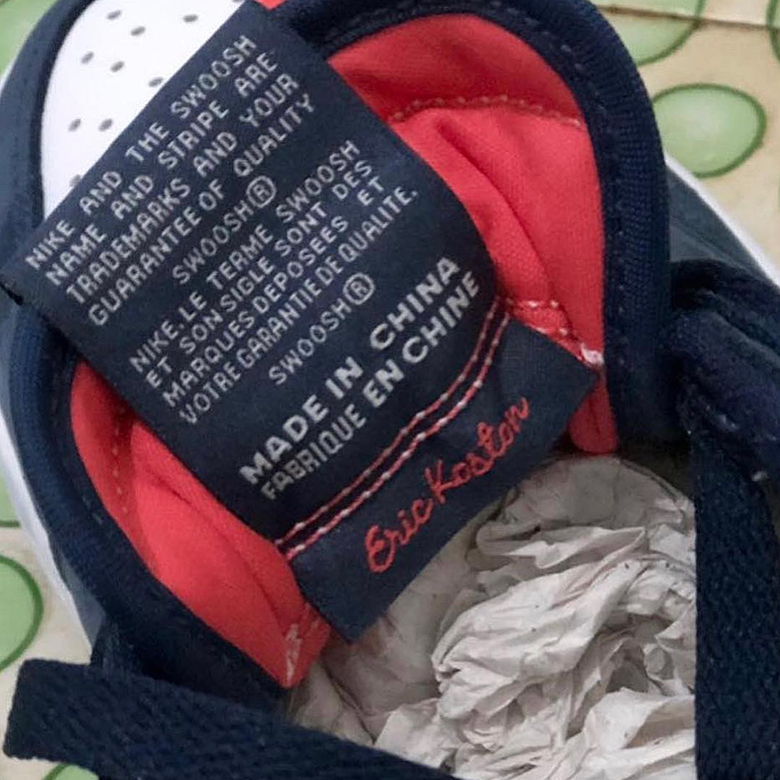 NIKE AND THE SWOOSH
NAME AND STRIPE ARE
TRADEMARKS AND YOUR
GUARANTEE OF QUALITY
SWOOSH®
NIKE.LE TERME SWOOSH
ET SON SIGLE SONT DES
MARQUES DEPOSEES ET
VOTRE GARANTIE DE QUALITE.
SWOOSH®
MADE IN CHINA
FABRIQUE EN CHINE
Eric Koston